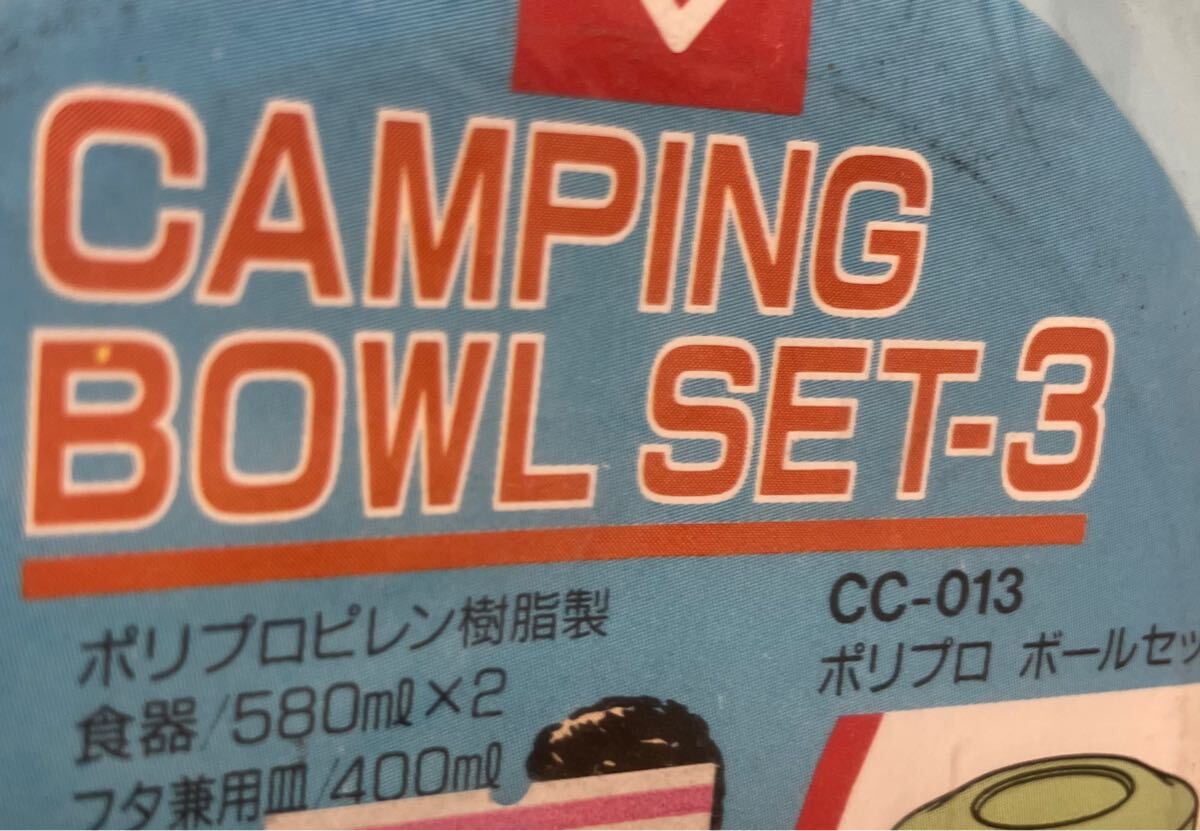 CAMPING
BOWL SET-3
ポリプロピレン樹脂製
食器/580ml×2
フタ兼用皿/400ml
CC-013
ポリプロ ボールセッ